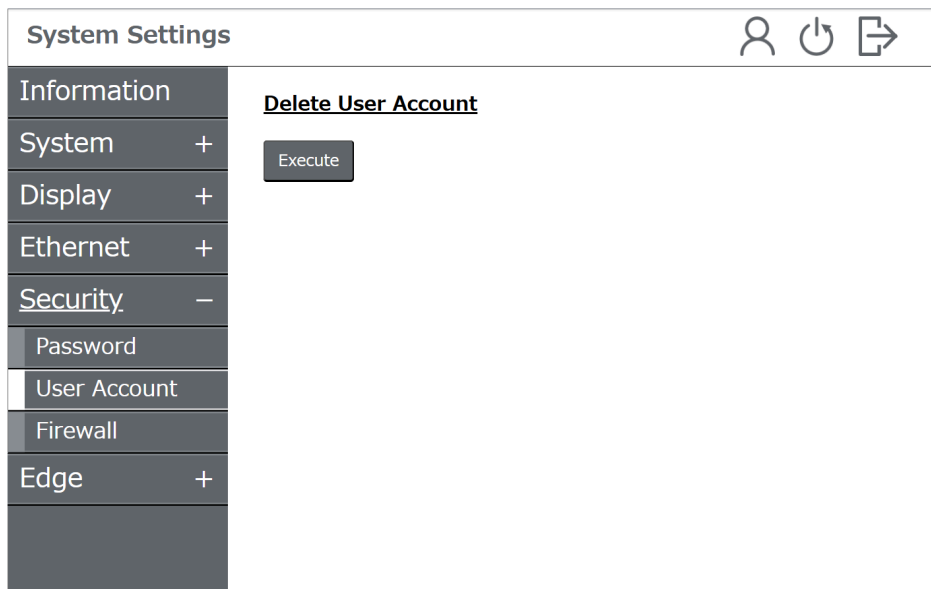 System Settings
Information
System +
Display +
Ethernet +
Security −
Password
User Account
Firewall
Edge +
Delete User Account
Execute